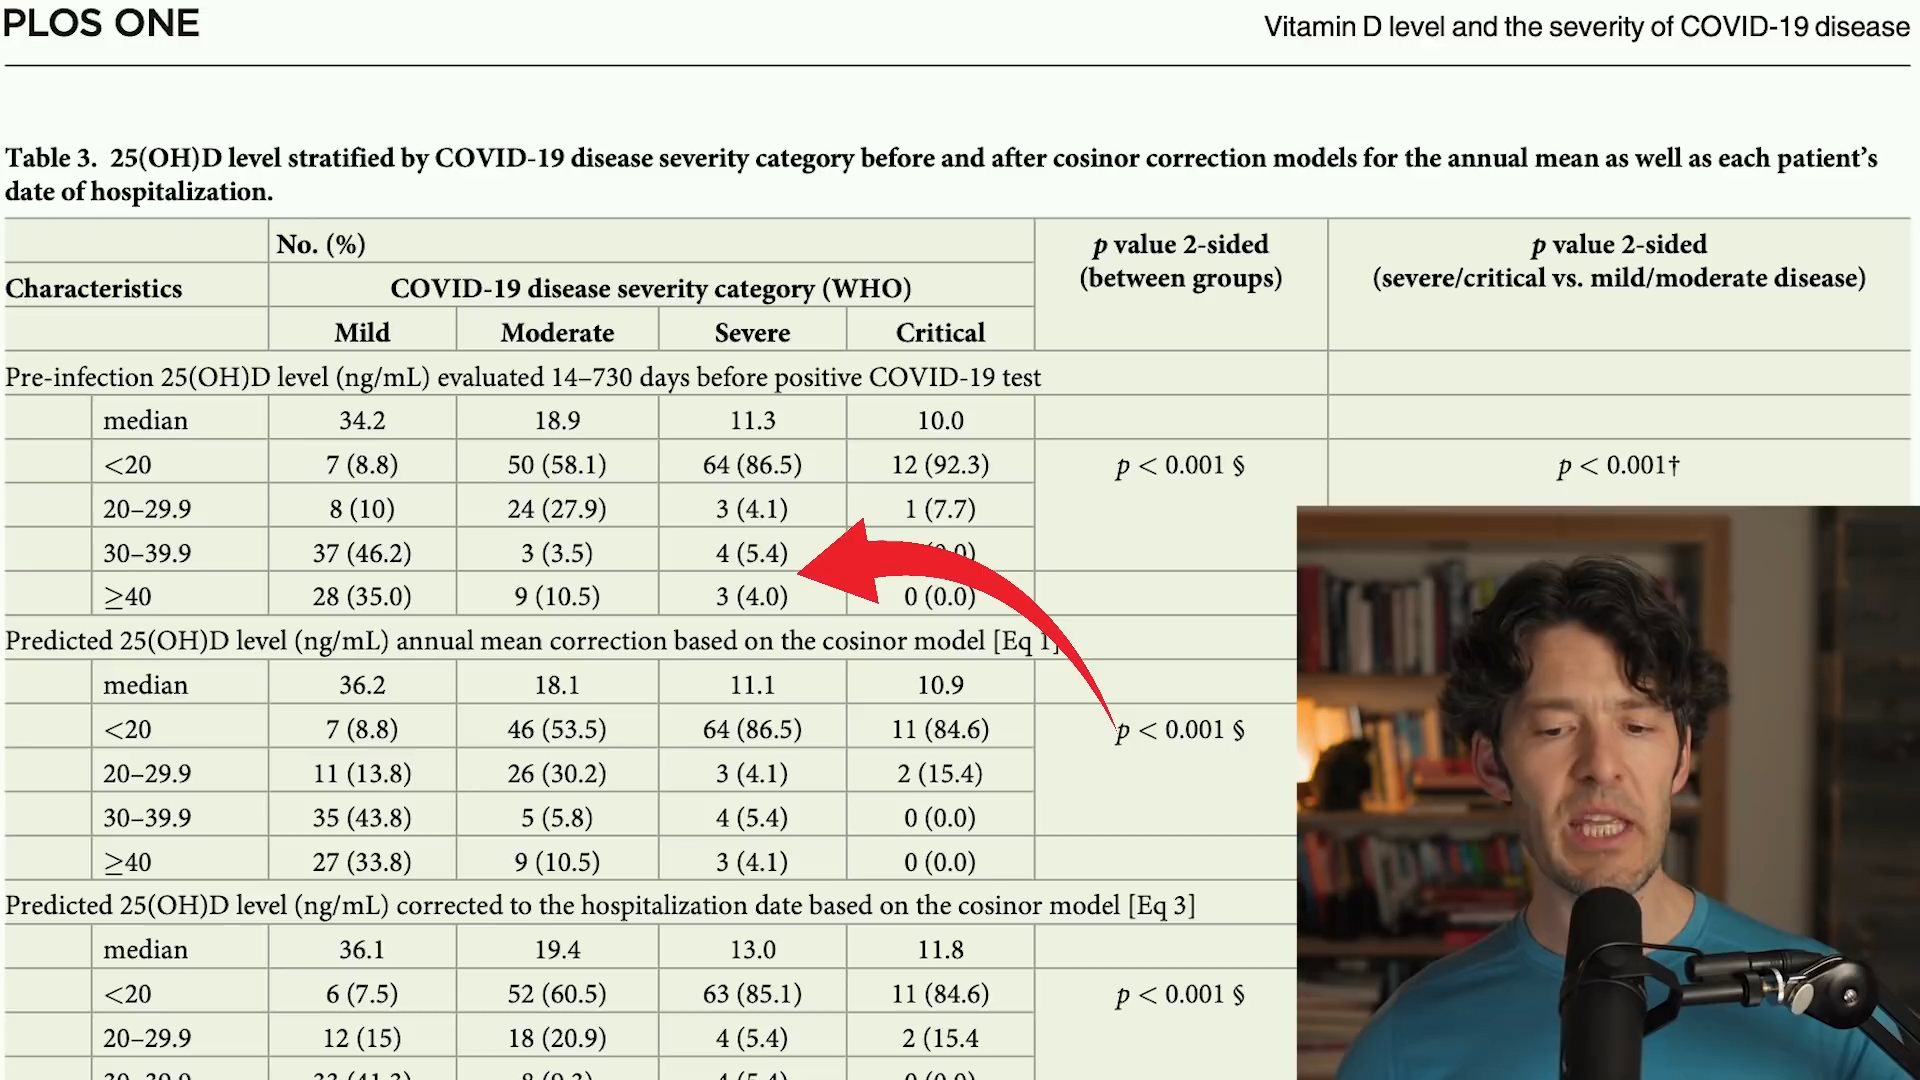 PLOS ONE
Vitamin D level and the severity of COVID-19 disease
Table 3. 25(OH)D level stratified by COVID-19 disease severity category before and after cosinor correction models for the annual mean as well as each patient's
date of hospitalization.
No. (%)
p value 2-sided
(between groups)
p value 2-sided
(severe/critical vs. mild/moderate disease)
Characteristics
COVID-19 disease severity category (WHO)
Mild Moderate Severe Critical
Pre-infection 25(OH)D level (ng/mL) evaluated 14–730 days before positive COVID-19 test
median 34.2 18.9 11.3 10.0
<20 7 (8.8) 50 (58.1) 64 (86.5) 12 (92.3) p < 0.001 § p < 0.001†
20–29.9 8 (10) 24 (27.9) 3 (4.1) 1 (7.7)
30–39.9 37 (46.2) 3 (3.5) 4 (5.4)
≥40 28 (35.0) 9 (10.5) 3 (4.0) 0 (0.0)
Predicted 25(OH)D level (ng/mL) annual mean correction based on the cosinor model [Eq 1]
median 36.2 18.1 11.1 10.9
<20 7 (8.8) 46 (53.5) 64 (86.5) 11 (84.6) p < 0.001 §
20–29.9 11 (13.8) 26 (30.2) 3 (4.1) 2 (15.4)
30–39.9 35 (43.8) 5 (5.8) 4 (5.4) 0 (0.0)
≥40 27 (33.8) 9 (10.5) 3 (4.1) 0 (0.0)
Predicted 25(OH)D level (ng/mL) corrected to the hospitalization date based on the cosinor model [Eq 3]
median 36.1 19.4 13.0 11.8
<20 6 (7.5) 52 (60.5) 63 (85.1) 11 (84.6) p < 0.001 §
20–29.9 12 (15) 18 (20.9) 4 (5.4) 2 (15.4